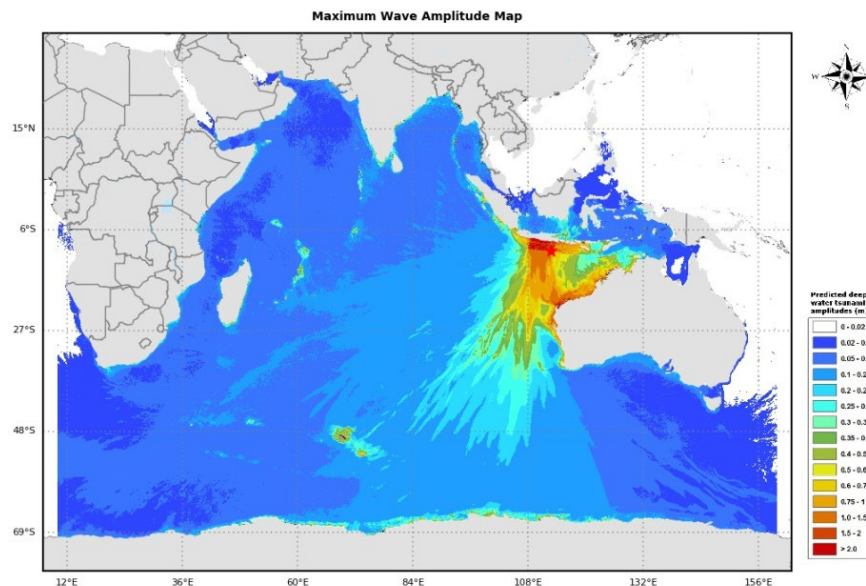 Maximum Wave Amplitude Map
N
W
S
15°N
6°S
27°S
48°S
69°S
12°E 36°E 60°E 84°E 108°E 132°E 156°E
Predicted deep
water tsunami
amplitudes (m
0 - 0.02
0.02 - 0.
0.05 - 0.
0.1 - 0.2
0.2 - 0.2
0.25 - 0.
0.3 - 0.3
0.35 - 0.
0.4 - 0.5
0.5 - 0.6
0.6 - 0.7
0.75 - 1
1.0 - 1.5
1.5 - 2
> 2.0